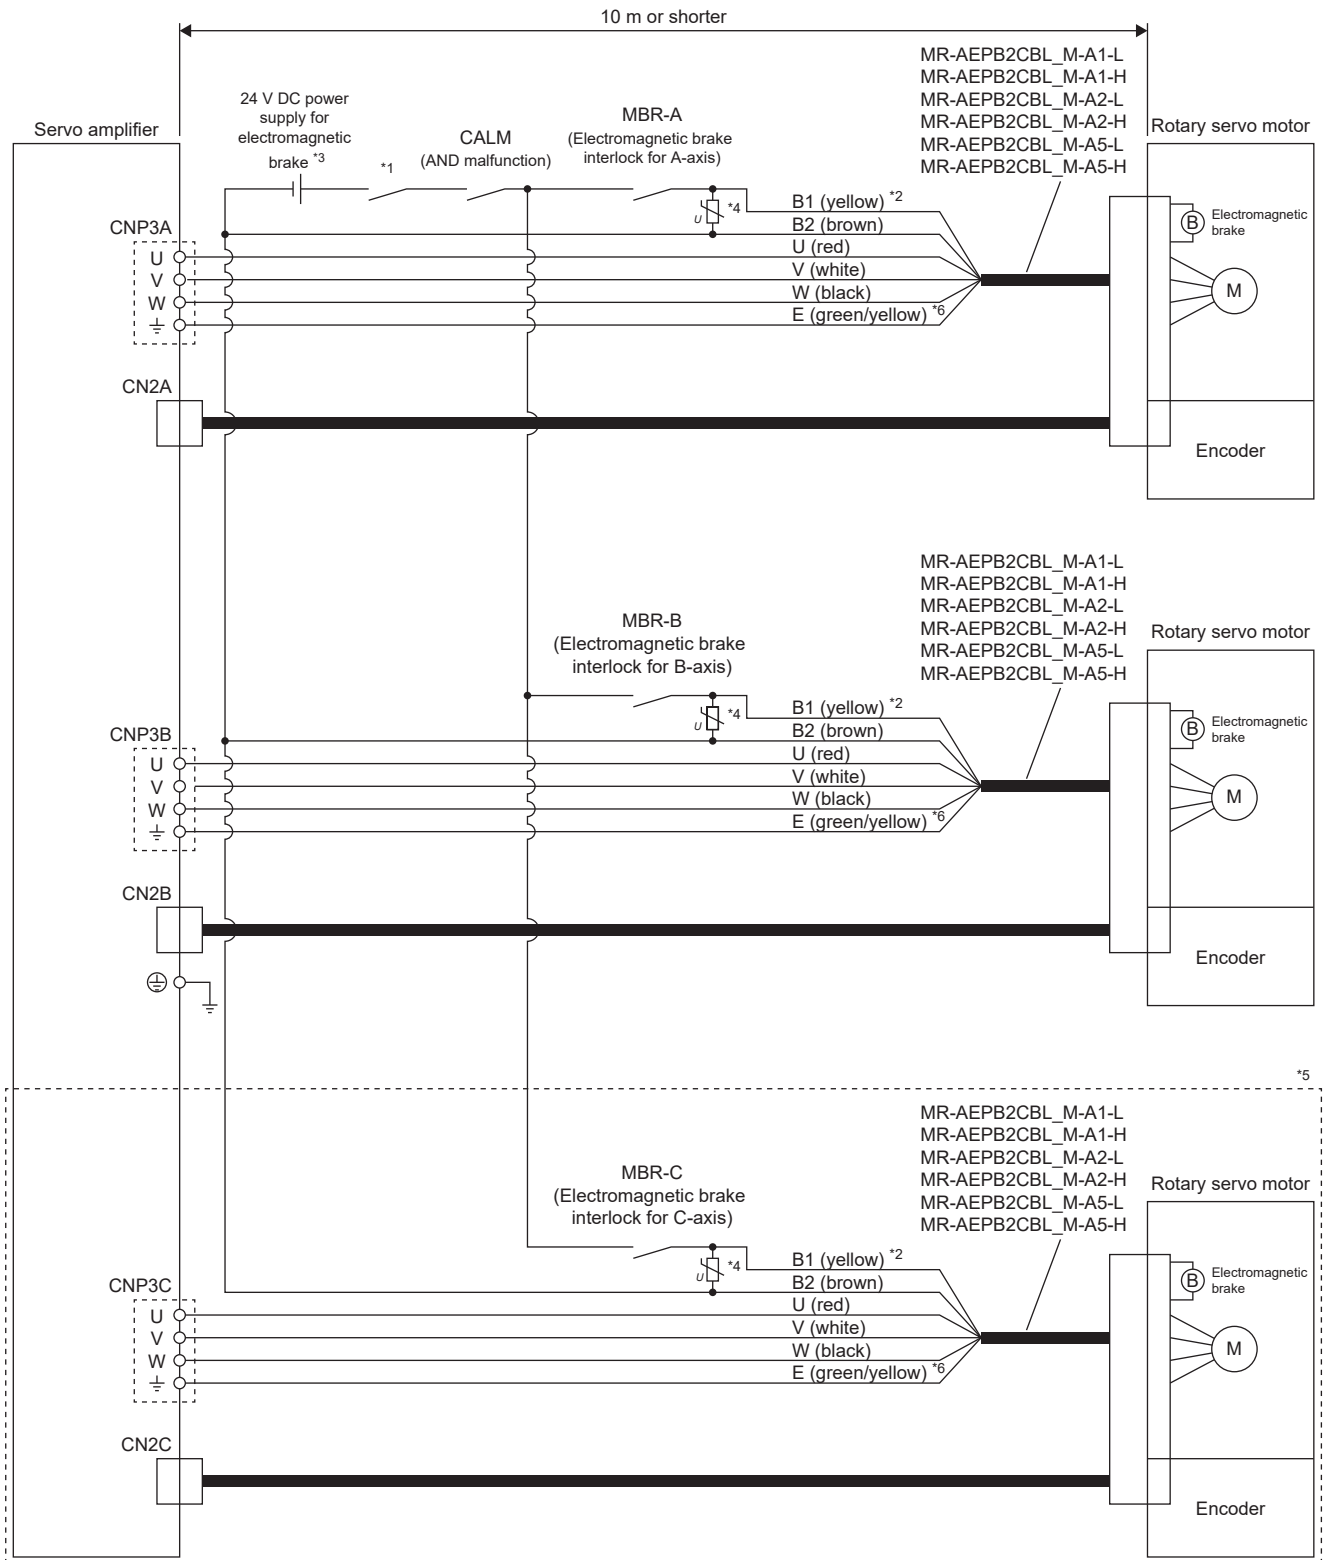 10 m or shorter
MR-AEPB2CBL_M-A1-L
MR-AEPB2CBL_M-A1-H
MR-AEPB2CBL_M-A2-L
MR-AEPB2CBL_M-A2-H
MR-AEPB2CBL_M-A5-L
MR-AEPB2CBL_M-A5-H
24 V DC power
supply for
electromagnetic
brake *3
*1
CALM
(AND malfunction)
MBR-A
(Electromagnetic brake
interlock for A-axis)
Servo amplifier
Rotary servo motor
U
*4
B1 (yellow) *2
B2 (brown)
U (red)
V (white)
W (black)
E (green/yellow) *6
CNP3A
U
V
W
B
Electromagnetic
brake
M
CN2A
Encoder
MR-AEPB2CBL_M-A1-L
MR-AEPB2CBL_M-A1-H
MR-AEPB2CBL_M-A2-L
MR-AEPB2CBL_M-A2-H
MR-AEPB2CBL_M-A5-L
MR-AEPB2CBL_M-A5-H
MBR-B
(Electromagnetic brake
interlock for B-axis)
Rotary servo motor
U
*4
B1 (yellow) *2
B2 (brown)
U (red)
V (white)
W (black)
E (green/yellow) *6
CNP3B
U
V
W
B
Electromagnetic
brake
M
CN2B
Encoder
*5
MR-AEPB2CBL_M-A1-L
MR-AEPB2CBL_M-A1-H
MR-AEPB2CBL_M-A2-L
MR-AEPB2CBL_M-A2-H
MR-AEPB2CBL_M-A5-L
MR-AEPB2CBL_M-A5-H
MBR-C
(Electromagnetic brake
interlock for C-axis)
Rotary servo motor
U
*4
B1 (yellow) *2
B2 (brown)
U (red)
V (white)
W (black)
E (green/yellow) *6
CNP3C
U
V
W
B
Electromagnetic
brake
M
CN2C
Encoder